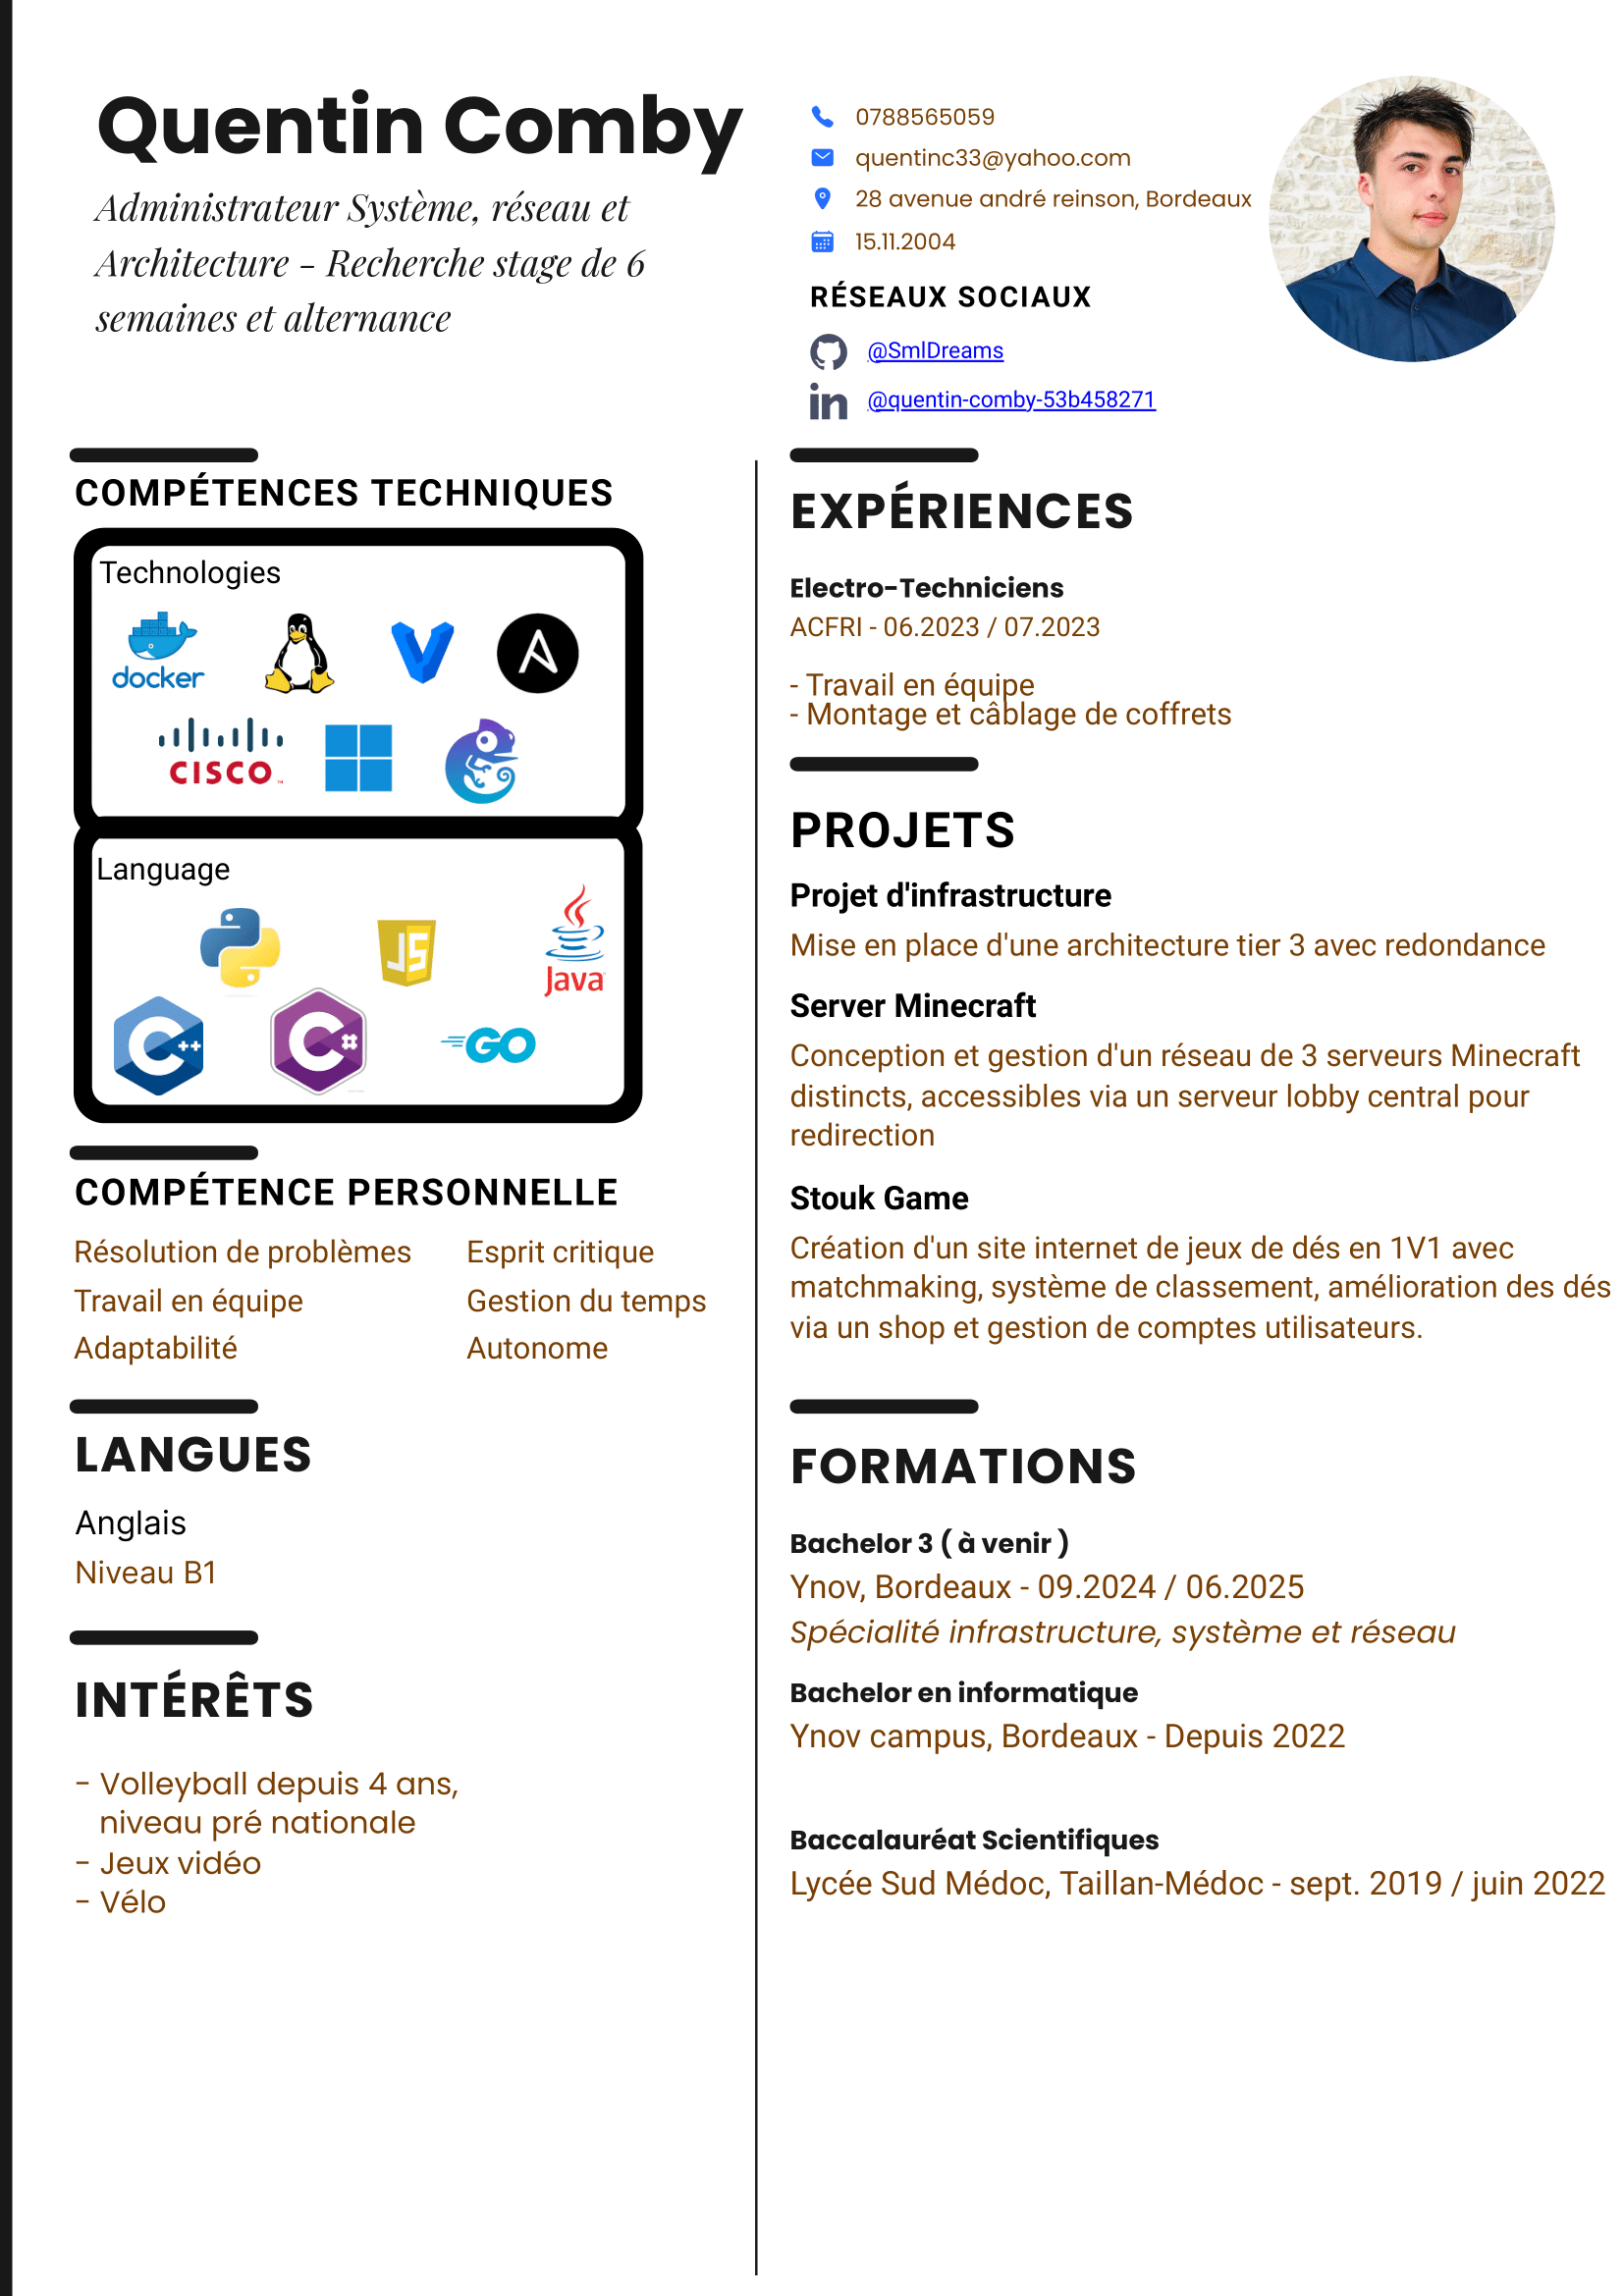 Quentin Comby
Administrateur Système, réseau et
Architecture - Recherche stage de 6
semaines et alternance
0788565059
quentinc33@yahoo.com
28 avenue andré reinson, Bordeaux
15.11.2004
RÉSEAUX SOCIAUX
@SmlDreams
in @quentin-comby-53b458271
COMPÉTENCES TECHNIQUES
Technologies
docker
CISCO
Language
JS
Java
C++
C#
GO
COMPÉTENCE PERSONNELLE
Résolution de problèmes
Esprit critique
Travail en équipe
Gestion du temps
Adaptabilité
Autonome
LANGUES
Anglais
Niveau B1
INTÉRÊTS
- Volleyball depuis 4 ans,
niveau pré nationale
- Jeux vidéo
- Vélo
EXPÉRIENCES
Electro-Techniciens
ACFRI - 06.2023 / 07.2023
- Travail en équipe
- Montage et câblage de coffrets
PROJETS
Projet d'infrastructure
Mise en place d'une architecture tier 3 avec redondance
Server Minecraft
Conception et gestion d'un réseau de 3 serveurs Minecraft
distincts, accessibles via un serveur lobby central pour
redirection
Stouk Game
Création d'un site internet de jeux de dés en 1V1 avec
matchmaking, système de classement, amélioration des dés
via un shop et gestion de comptes utilisateurs.
FORMATIONS
Bachelor 3 ( à venir )
Ynov, Bordeaux - 09.2024 / 06.2025
Spécialité infrastructure, système et réseau
Bachelor en informatique
Ynov campus, Bordeaux - Depuis 2022
Baccalauréat Scientifiques
Lycée Sud Médoc, Taillan-Médoc - sept. 2019 / juin 2022